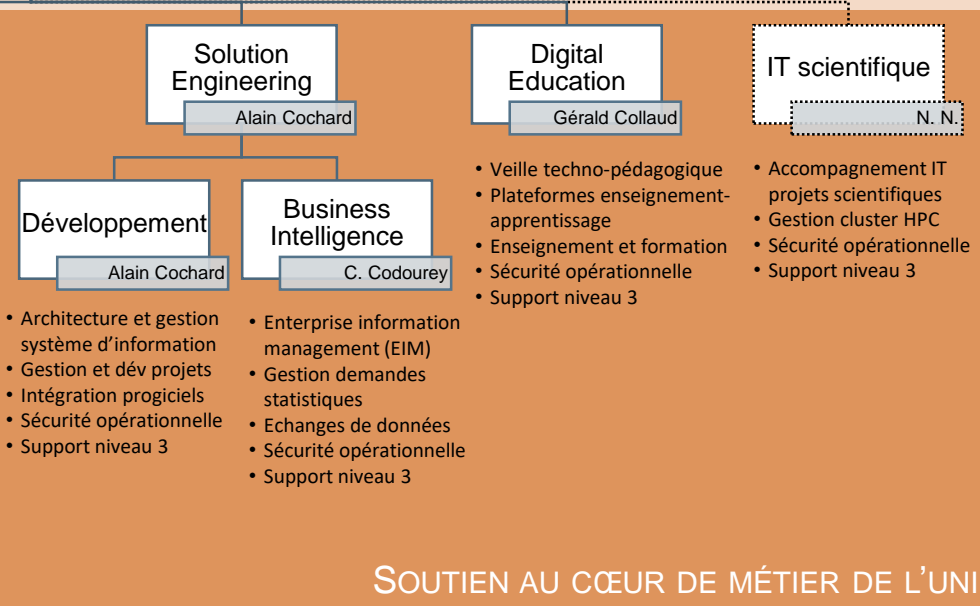 Solution
Engineering
Alain Cochard
Digital
Education
Gérald Collaud
IT scientifique
N. N.
Développement
Alain Cochard
Business
Intelligence
C. Codourey
• Architecture et gestion
système d’information
• Gestion et dév projets
• Intégration progiciels
• Sécurité opérationnelle
• Support niveau 3
• Enterprise information
management (EIM)
• Gestion demandes
statistiques
• Echanges de données
• Sécurité opérationnelle
• Support niveau 3
• Veille techno-pédagogique
• Plateformes enseignement-
apprentissage
• Enseignement et formation
• Sécurité opérationnelle
• Support niveau 3
• Accompagnement IT
projets scientifiques
• Gestion cluster HPC
• Sécurité opérationnelle
• Support niveau 3
SOUTIEN AU CŒUR DE MÉTIER DE L’UNI